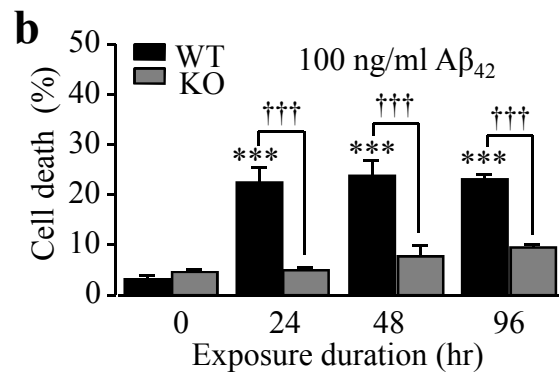 b
50
WT
100 ng/ml Aβ42
40
KO
††† ††† †††
30
*** *** ***
20
10
0
Cell death (%)
0 24 48 96
Exposure duration (hr)